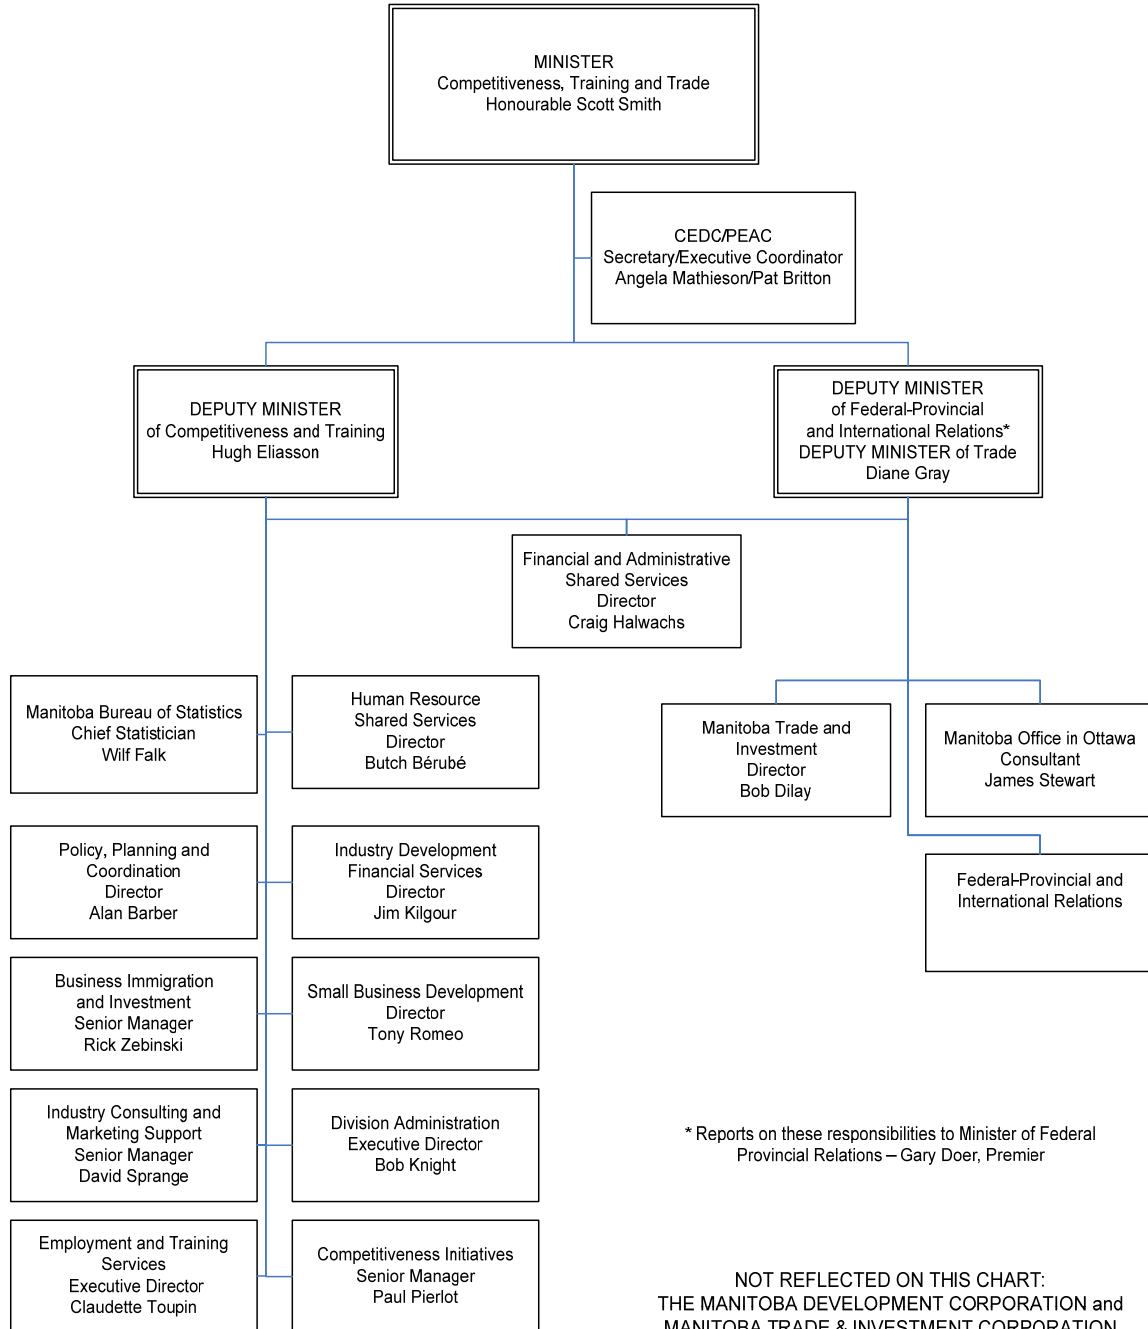 MINISTER
Competitiveness, Training and Trade
Honourable Scott Smith
CEDC/PEAC
Secretary/Executive Coordinator
Angela Mathieson/Pat Britton
DEPUTY MINISTER
of Competitiveness and Training
Hugh Eliasson
DEPUTY MINISTER
of Federal-Provincial
and International Relations*
DEPUTY MINISTER of Trade
Diane Gray
Financial and Administrative
Shared Services
Director
Craig Halwachs
Manitoba Bureau of Statistics
Chief Statistician
Wilf Falk
Human Resource
Shared Services
Director
Butch Bérubé
Manitoba Trade and
Investment
Director
Bob Dilay
Manitoba Office in Ottawa
Consultant
James Stewart
Policy, Planning and
Coordination
Director
Alan Barber
Industry Development
Financial Services
Director
Jim Kilgour
Federal-Provincial and
International Relations
Business Immigration
and Investment
Senior Manager
Rick Zebinski
Small Business Development
Director
Tony Romeo
Industry Consulting and
Marketing Support
Senior Manager
David Sprange
Division Administration
Executive Director
Bob Knight
* Reports on these responsibilities to Minister of Federal
Provincial Relations – Gary Doer, Premier
Employment and Training
Services
Executive Director
Claudette Toupin
Competitiveness Initiatives
Senior Manager
Paul Pierlot
NOT REFLECTED ON THIS CHART:
THE MANITOBA DEVELOPMENT CORPORATION and
MANITOBA TRADE & INVESTMENT CORPORATION